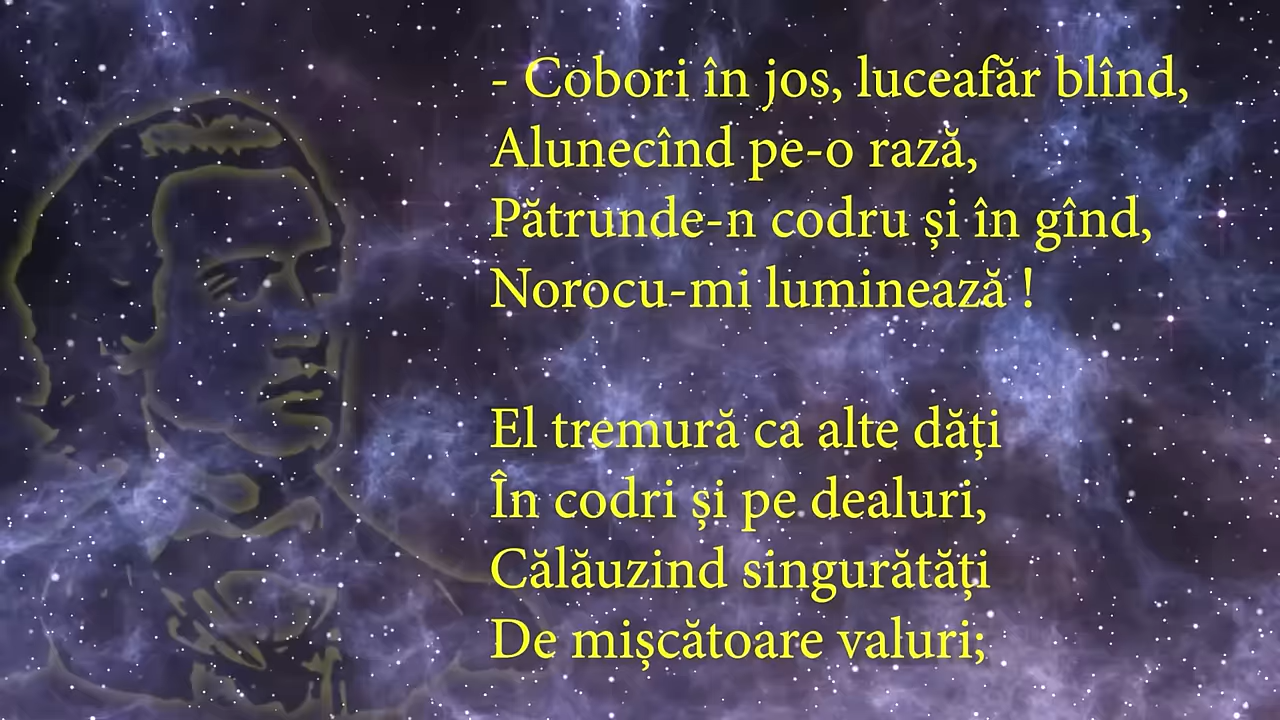 - Cobori în jos, luceafăr blînd,
Alunecînd pe-o rază,
Pătrunde-n codru și în gînd,
Norocu-mi luminează !
El tremură ca alte dăți
În codri și pe dealuri,
Călăuzind singurătăți
De mișcătoare valuri;